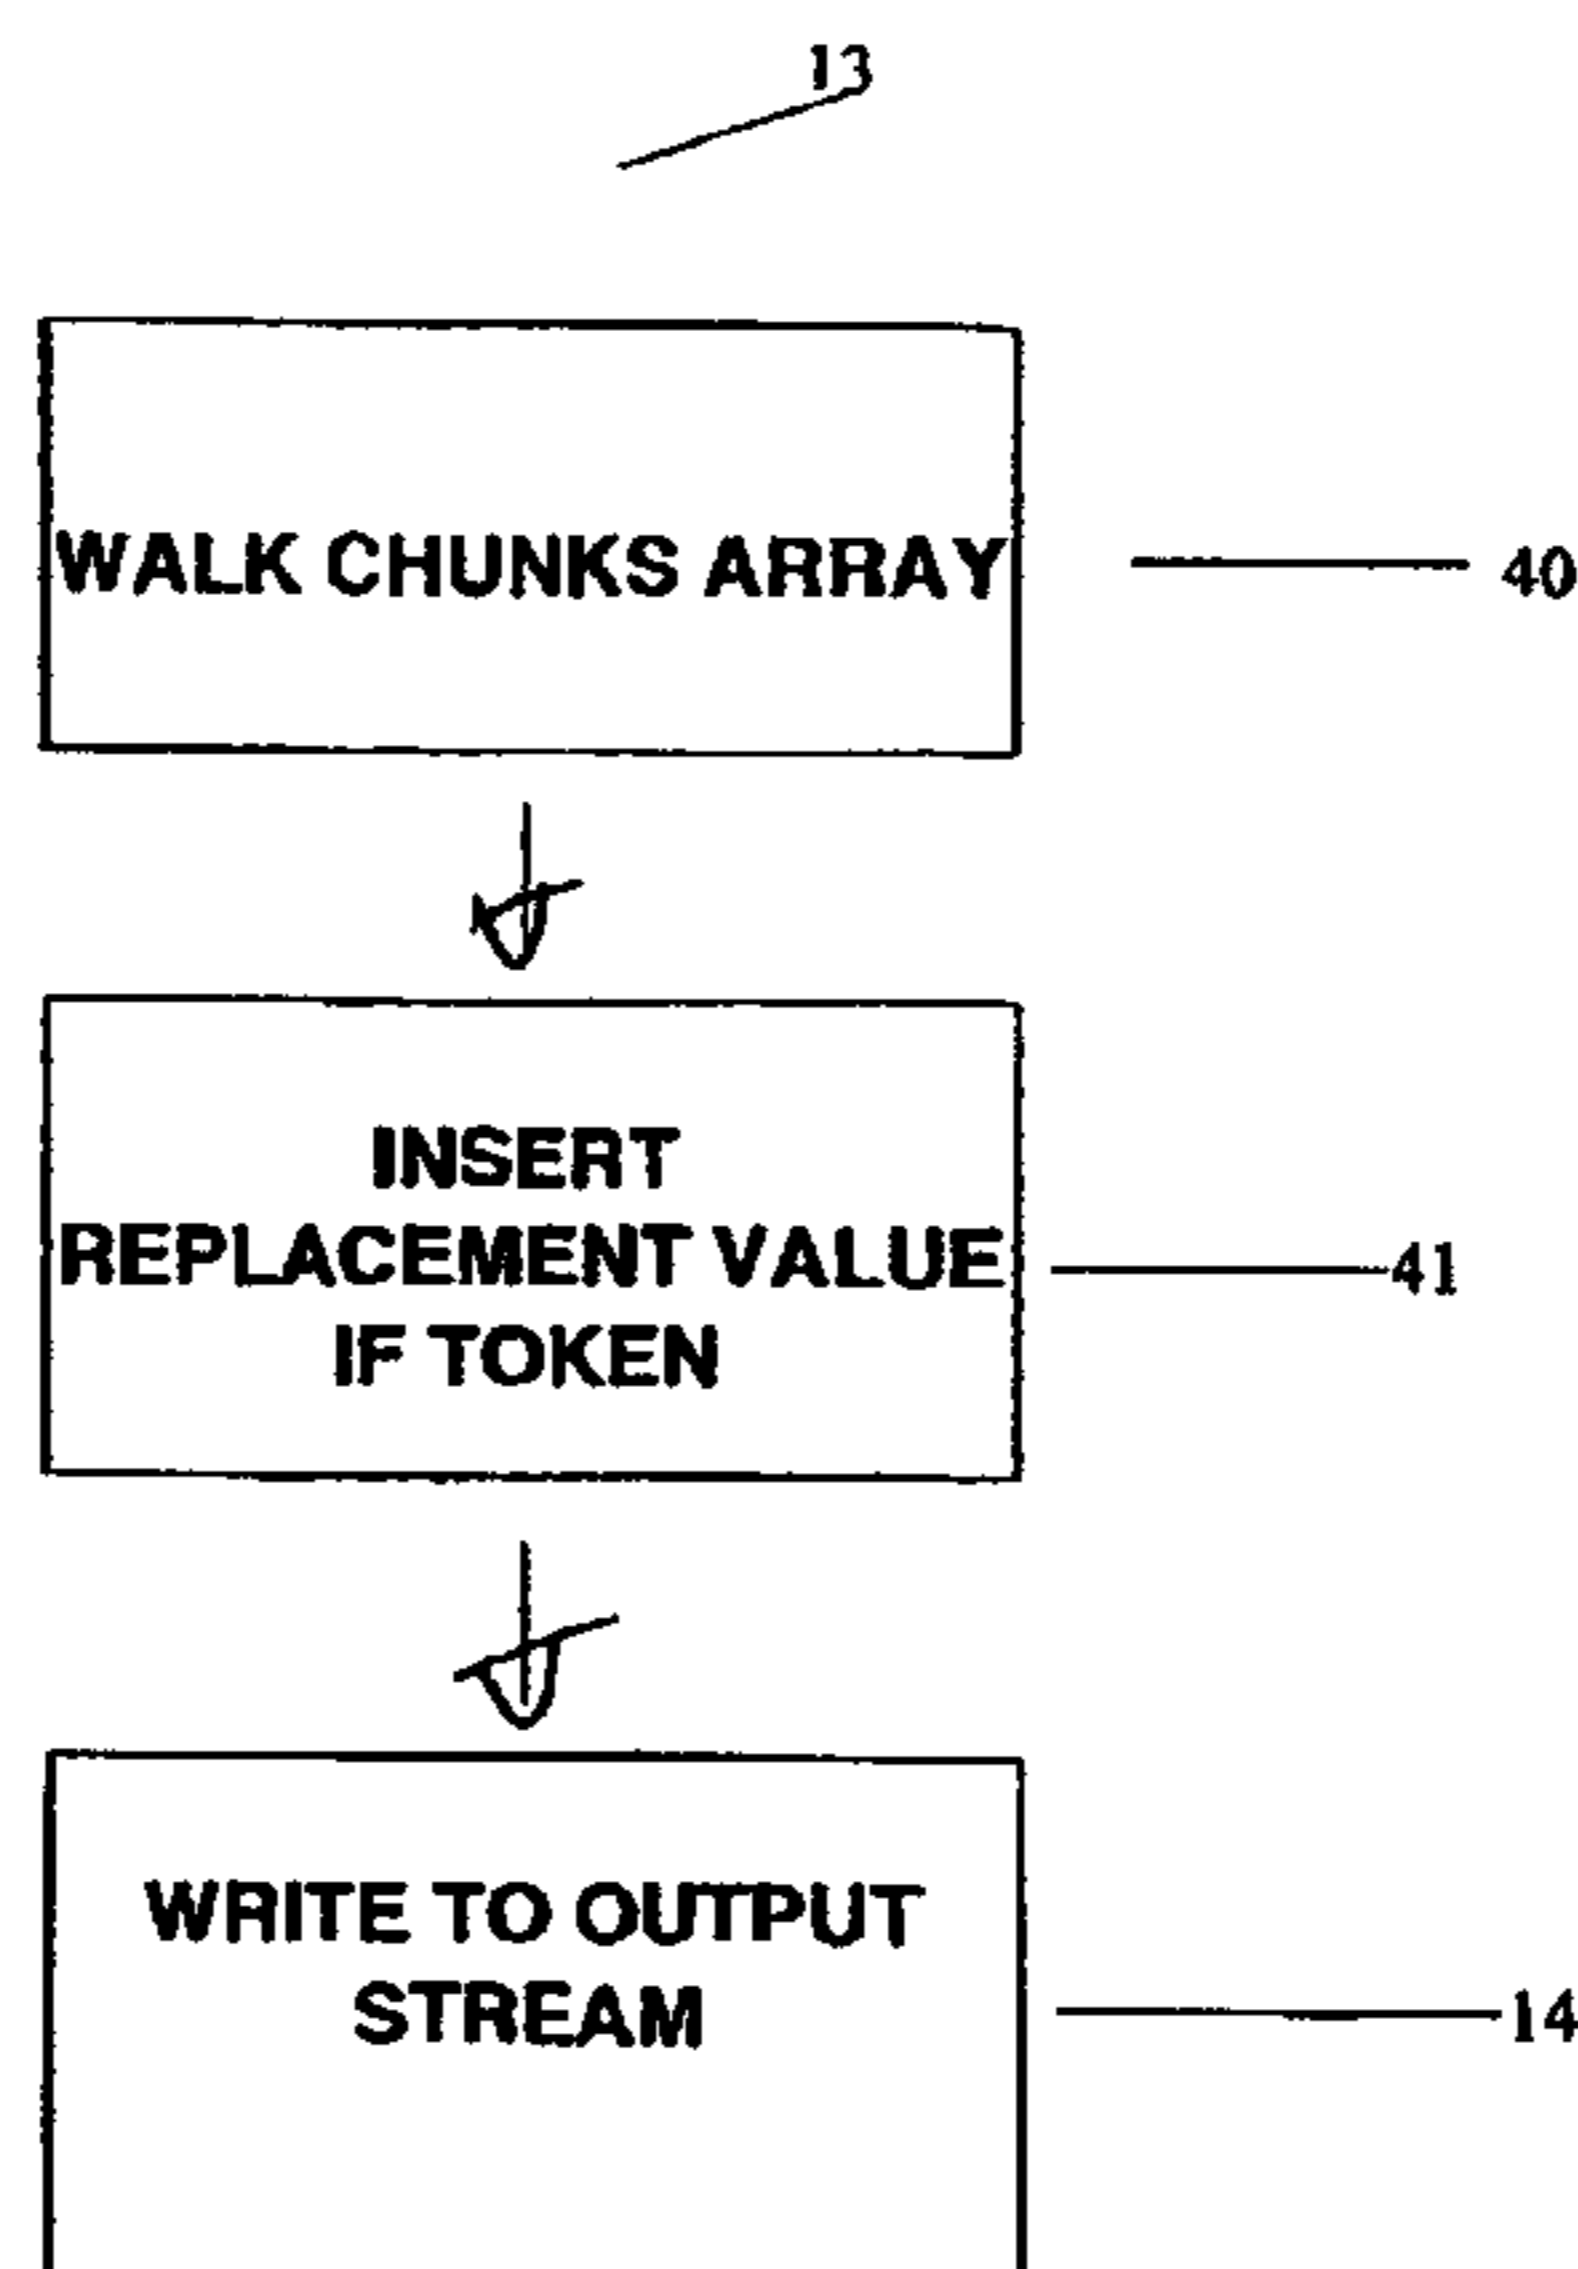 13
WALK CHUNKS ARRAY
40
INSERT
REPLACEMENT VALUE
IF TOKEN
41
WRITE TO OUTPUT
STREAM
14